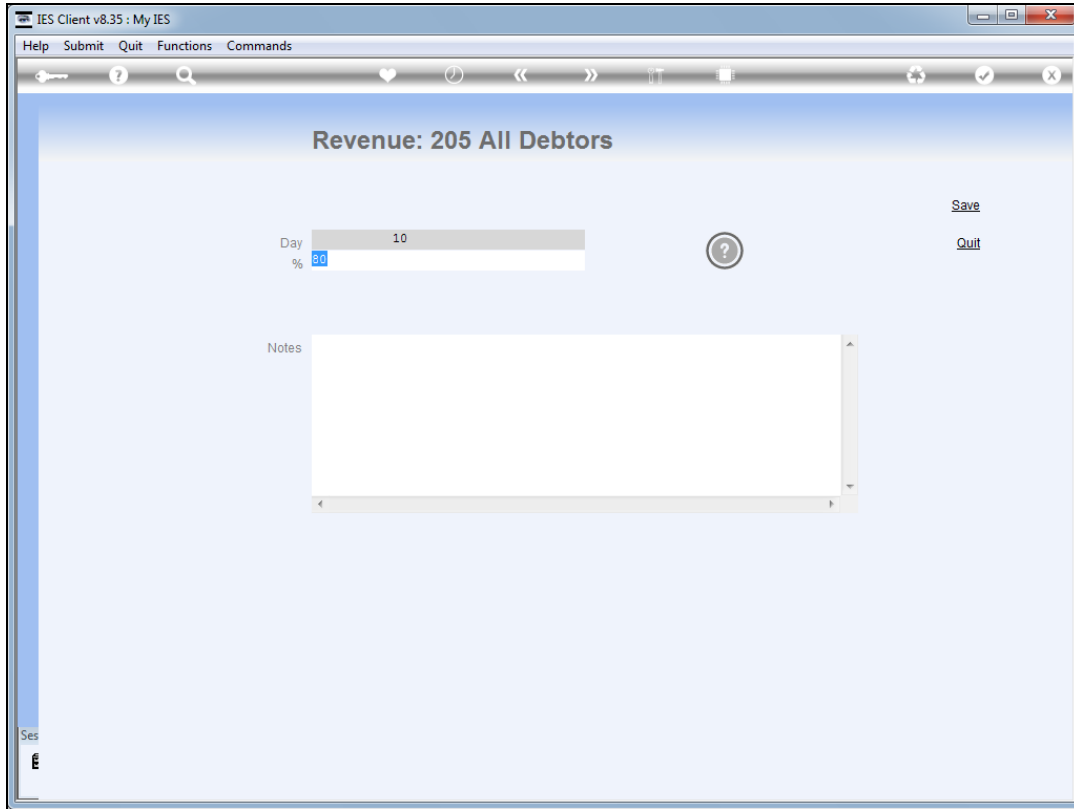 IES Client v8.35 : My IES
Help Submit Quit Functions Commands
Revenue: 205 All Debtors
Save
Day 10
Quit
% 80
?
Notes
Ses